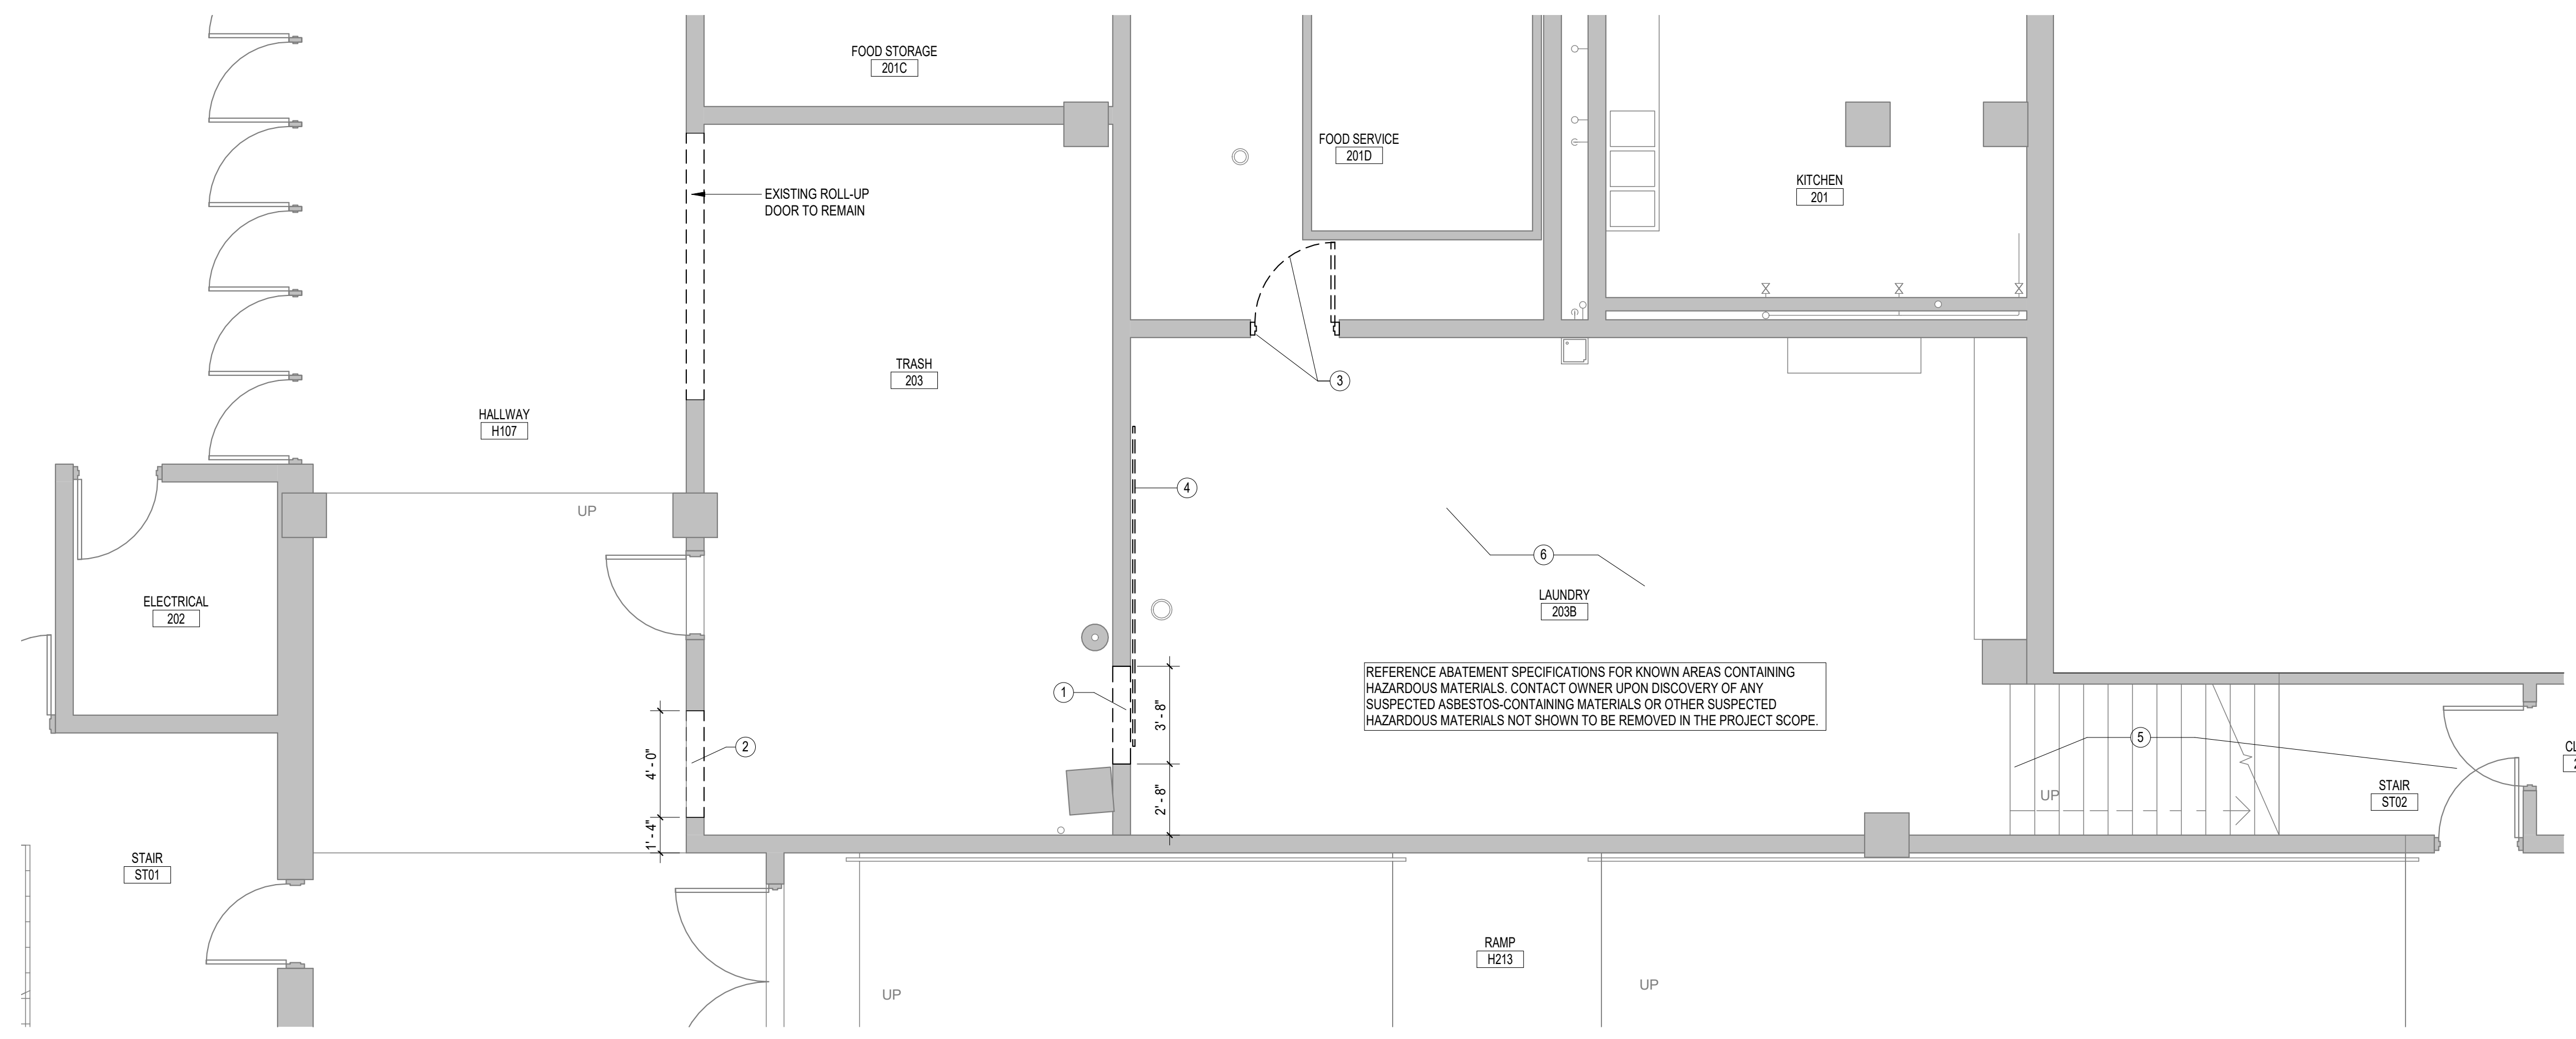 FOOD STORAGE
201C
FOOD SERVICE
201D
KITCHEN
201
EXISTING ROLL-UP
DOOR TO REMAIN
TRASH
203
3
HALLWAY
H107
4
UP
6
ELECTRICAL
202
LAUNDRY
203B
REFERENCE ABATEMENT SPECIFICATIONS FOR KNOWN AREAS CONTAINING
HAZARDOUS MATERIALS. CONTACT OWNER UPON DISCOVERY OF ANY
SUSPECTED ASBESTOS-CONTAINING MATERIALS OR OTHER SUSPECTED
HAZARDOUS MATERIALS NOT SHOWN TO BE REMOVED IN THE PROJECT SCOPE.
1
3' - 8"
2
4' - 0"
5
2' - 8"
UP
STAIR
ST02
1' - 4"
STAIR
ST01
RAMP
H213
UP
UP